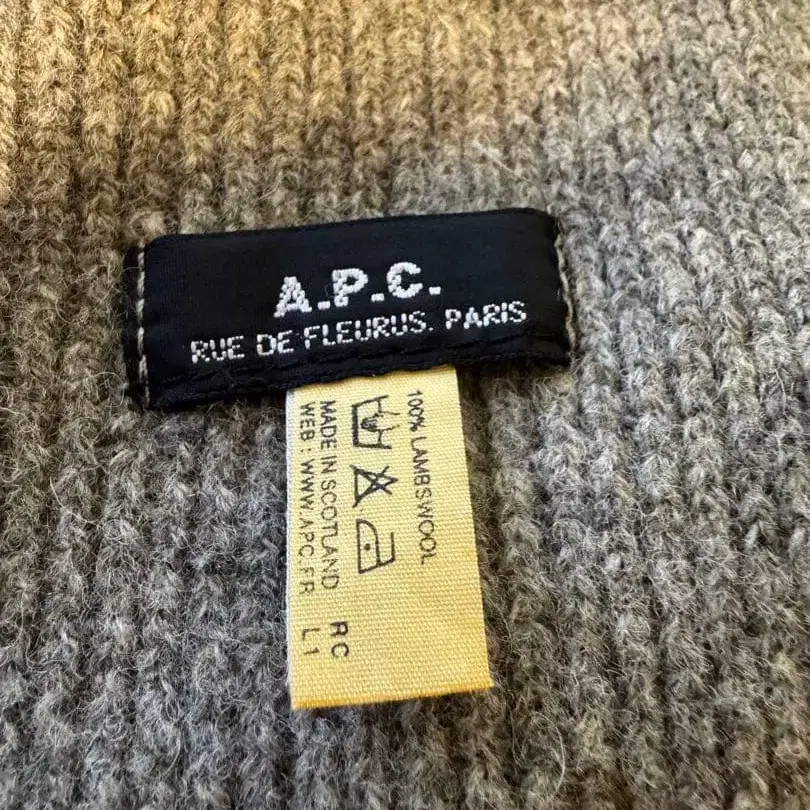 A.P.C.
RUE DE FLEURUS. PARIS
100% LAMBSWOOL
MADE IN SCOTLAND RC
WEB : WWW.APC.FR L1